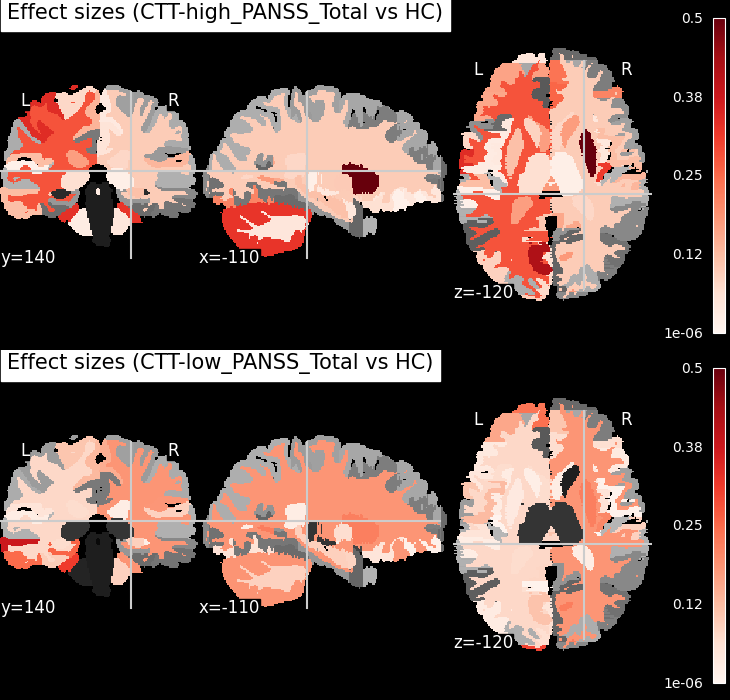 Effect sizes (CTT-high_PANSS_Total vs HC)
L R
L R
y=140
x=-110
z=-120
0.5
0.38
0.25
0.12
1e-06
Effect sizes (CTT-low_PANSS_Total vs HC)
L R
L R
y=140
x=-110
z=-120
0.5
0.38
0.25
0.12
1e-06